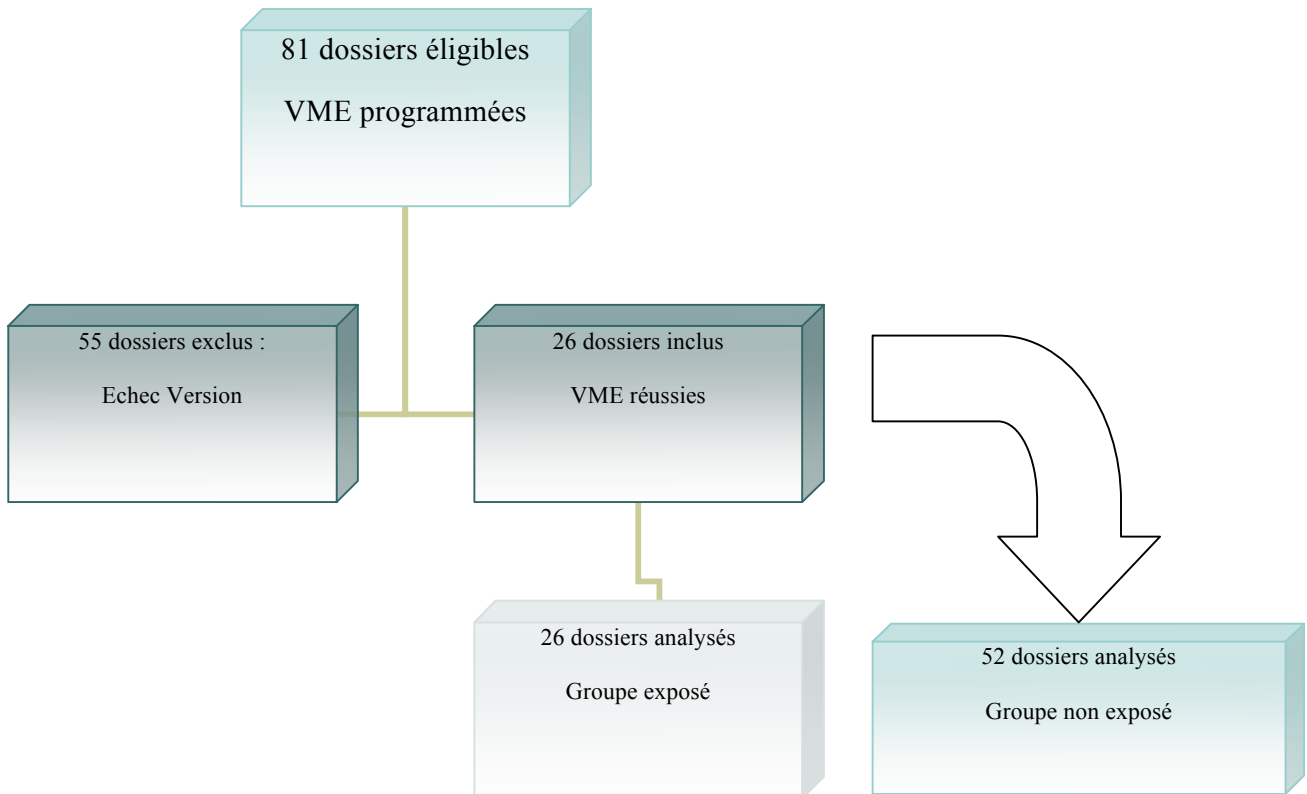 81 dossiers éligibles
VME programmées
55 dossiers exclus :
Echec Version
26 dossiers inclus
VME réussies
26 dossiers analysés
Groupe exposé
52 dossiers analysés
Groupe non exposé